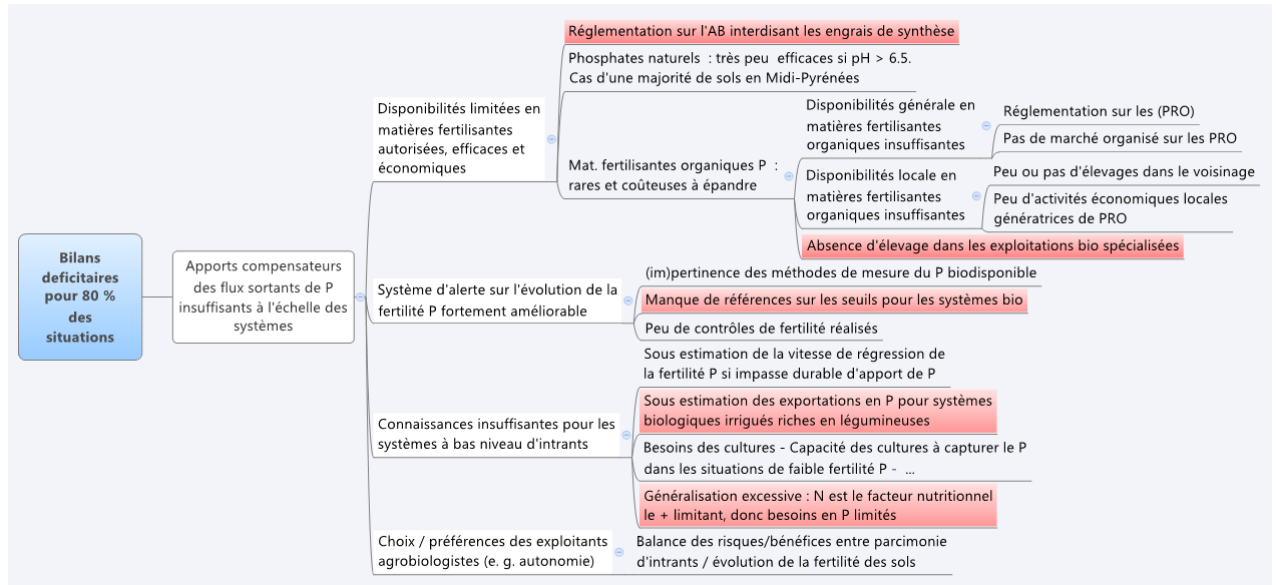 Bilans
deficitaires
pour 80 %
des
situations
Apports compensateurs
des flux sortants de P
insuffisants à l'échelle des
systèmes
Disponibilités limitées en
matières fertilisantes
autorisées, efficaces et
économiques
Réglementation sur l'AB interdisant les engrais de synthèse
Phosphates naturels : très peu efficaces si pH > 6.5.
Cas d'une majorité de sols en Midi-Pyrénées
Mat. fertilisantes organiques P :
rares et coûteuses à épandre
Disponibilités générale en
matières fertilisantes
organiques insuffisantes
Réglementation sur les (PRO)
Pas de marché organisé sur les PRO
Disponibilités locale en
matières fertilisantes
organiques insuffisantes
Peu ou pas d'élevages dans le voisinage
Peu d'activités économiques locales
génératrices de PRO
Absence d'élevage dans les exploitations bio spécialisées
Système d'alerte sur l'évolution de la
fertilité P fortement améliorable
(im)pertinence des méthodes de mesure du P biodisponible
Manque de références sur les seuils pour les systèmes bio
Peu de contrôles de fertilité réalisés
Connaissances insuffisantes pour les
systèmes à bas niveau d'intrants
Sous estimation de la vitesse de régression de
la fertilité P si impasse durable d'apport de P
Sous estimation des exportations en P pour systèmes
biologiques irrigués riches en légumineuses
Besoins des cultures - Capacité des cultures à capturer le P
dans les situations de faible fertilité P - ...
Généralisation excessive : N est le facteur nutritionnel
le + limitant, donc besoins en P limités
Choix / préférences des exploitants
agrobiologistes (e. g. autonomie)
Balance des risques/bénéfices entre parcimonie
d'intrants / évolution de la fertilité des sols